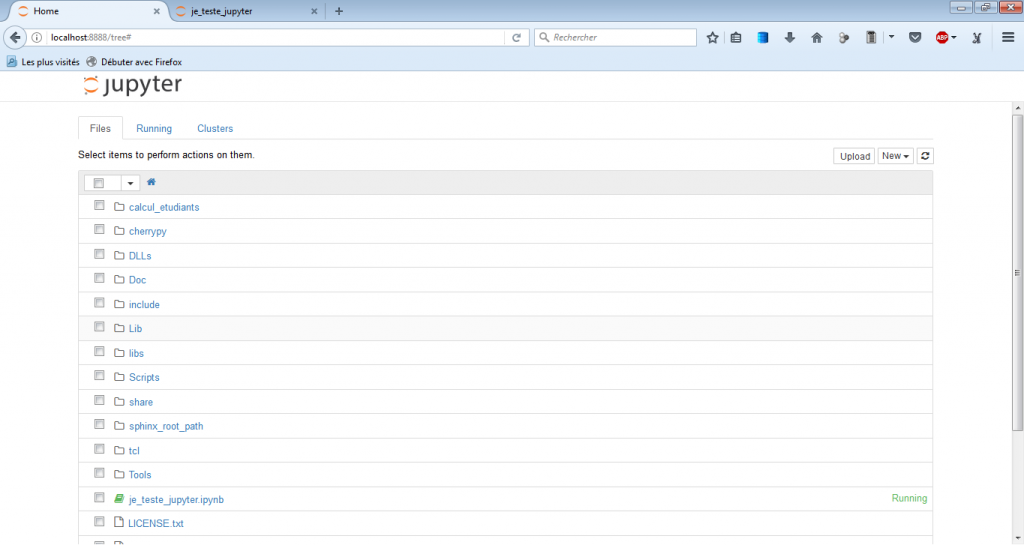 Home
je_teste_jupyter
localhost:8888/tree#
Rechercher
ABP
Les plus visités
Débuter avec Firefox
jupyter
Files
Running
Clusters
Select items to perform actions on them.
Upload
New
calcul_etudiants
cherrypy
DLLs
Doc
include
Lib
libs
Scripts
share
sphinx_root_path
tcl
Tools
je_teste_jupyter.ipynb
Running
LICENSE.txt